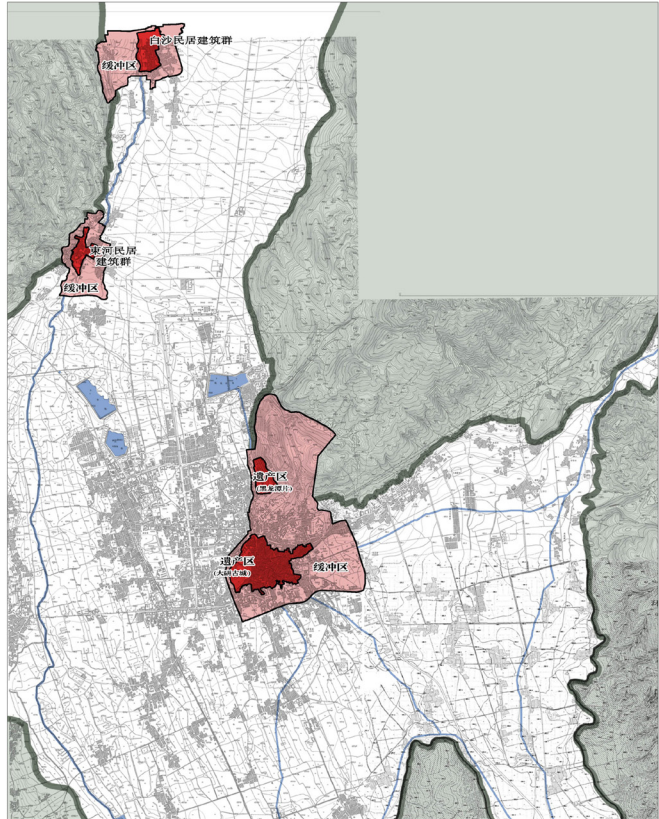 白沙民居建筑群
缓冲区
束河民居
建筑群
缓冲区
遗产区
(黑龙潭片)
遗产区
(大研古城)
缓冲区